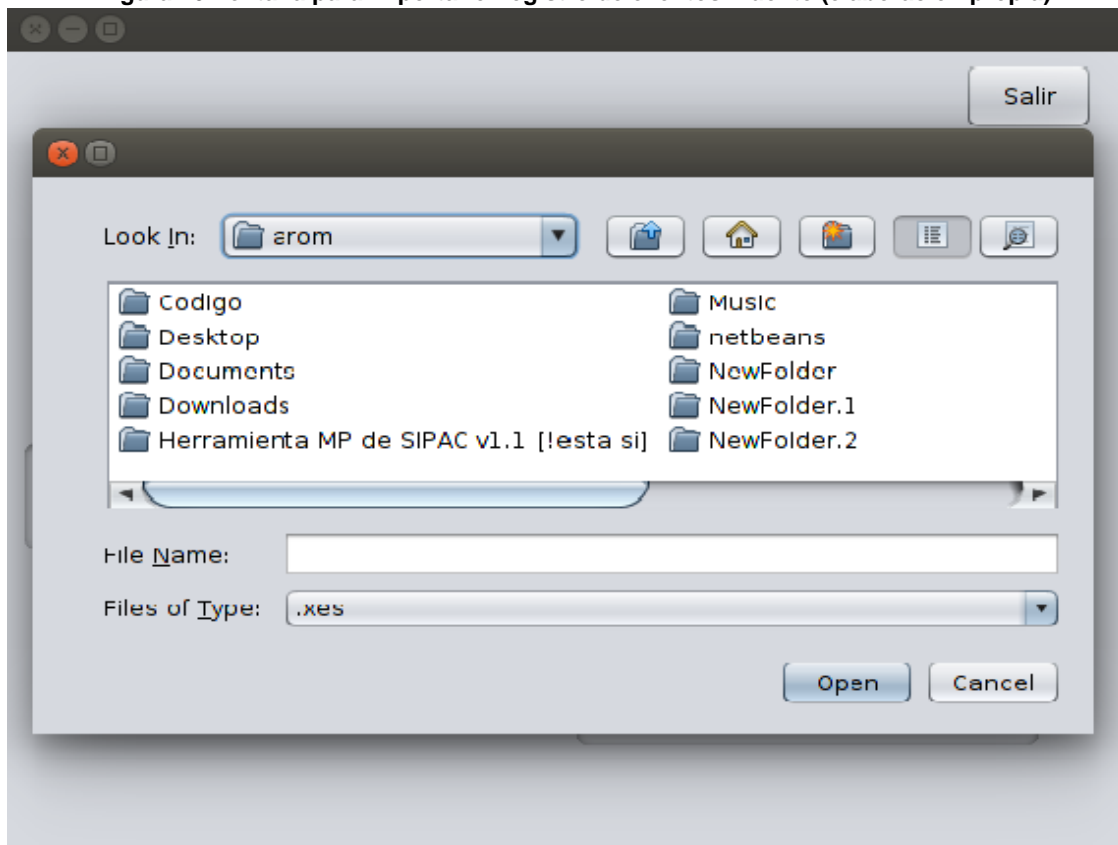 para
Salir
Look In: arom
Codigo
Desktop
Documents
Downloads
Herramienta MP de SIPAC v1.1 [!esta si]
Music
netbeans
NewFolder
NewFolder.1
NewFolder.2
File Name:
Files of Type: .xes
Open Cancel